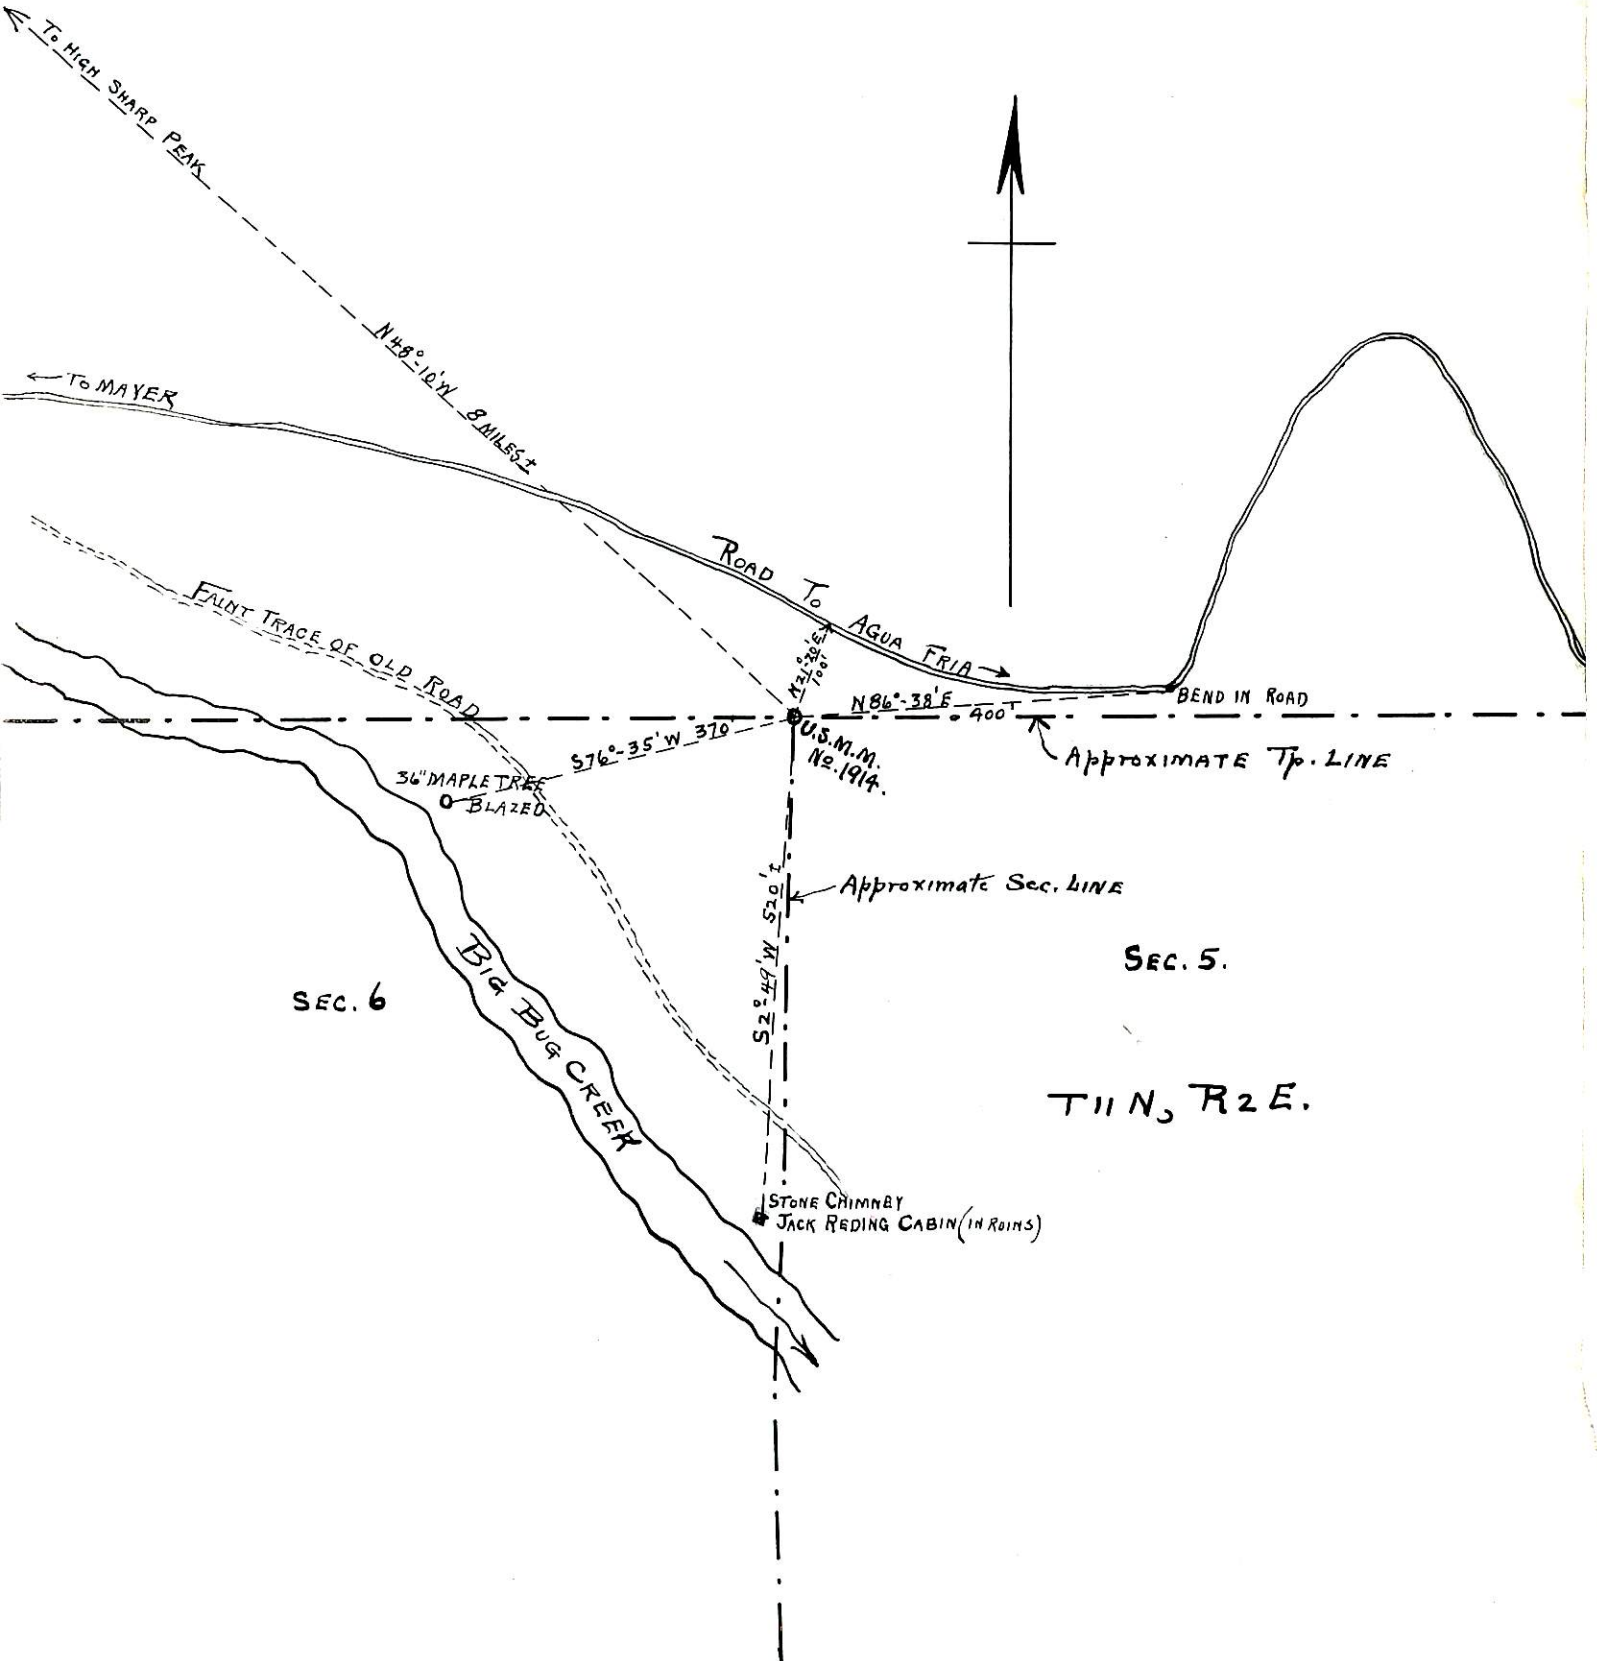 To HIGH SHARP PEAK
N48°-10'W 8 MILES±
← To MAYER
ROAD To AGUA FRIA →
FAINT TRACE OF OLD ROAD
N21°-20'E
100'
N86°-38'E
400'
BEND IN ROAD
S76°-35'W 370'
U.S.M.M.
No. 1914.
Approximate Tp. LINE
36" MAPLE TREE
BLAZED
S2°-49'W 520'±
Approximate Sec. LINE
SEC. 5.
SEC. 6
BIG BUG CREEK
T11N, R2E.
STONE CHIMNEY
JACK REDING CABIN (IN ROINS)